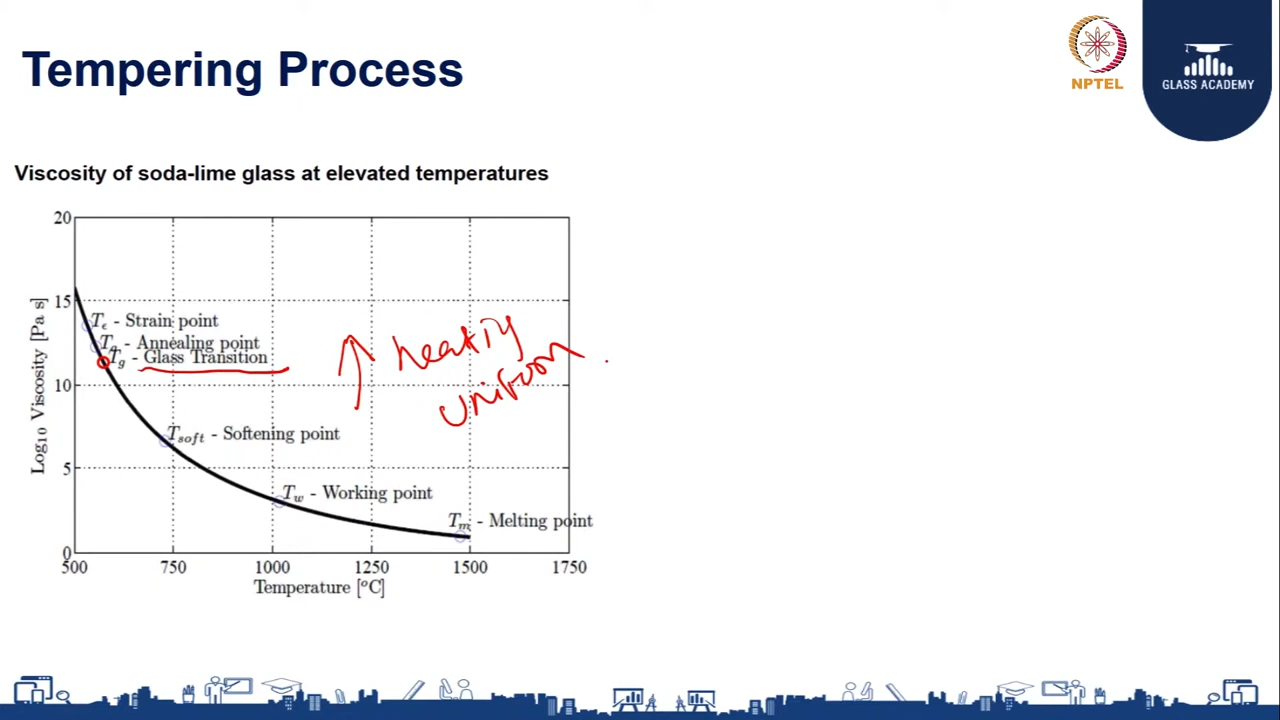 Tempering Process
NPTEL
GLASS ACADEMY
Viscosity of soda-lime glass at elevated temperatures
20
15
10
5
0
Log10 Viscosity [Pa s]
Tϵ - Strain point
Ta - Annealing point
Tg - Glass Transition
Tsoft - Softening point
Tw - Working point
Tm - Melting point
heating
uniform
500 750 1000 1250 1500 1750
Temperature [°C]